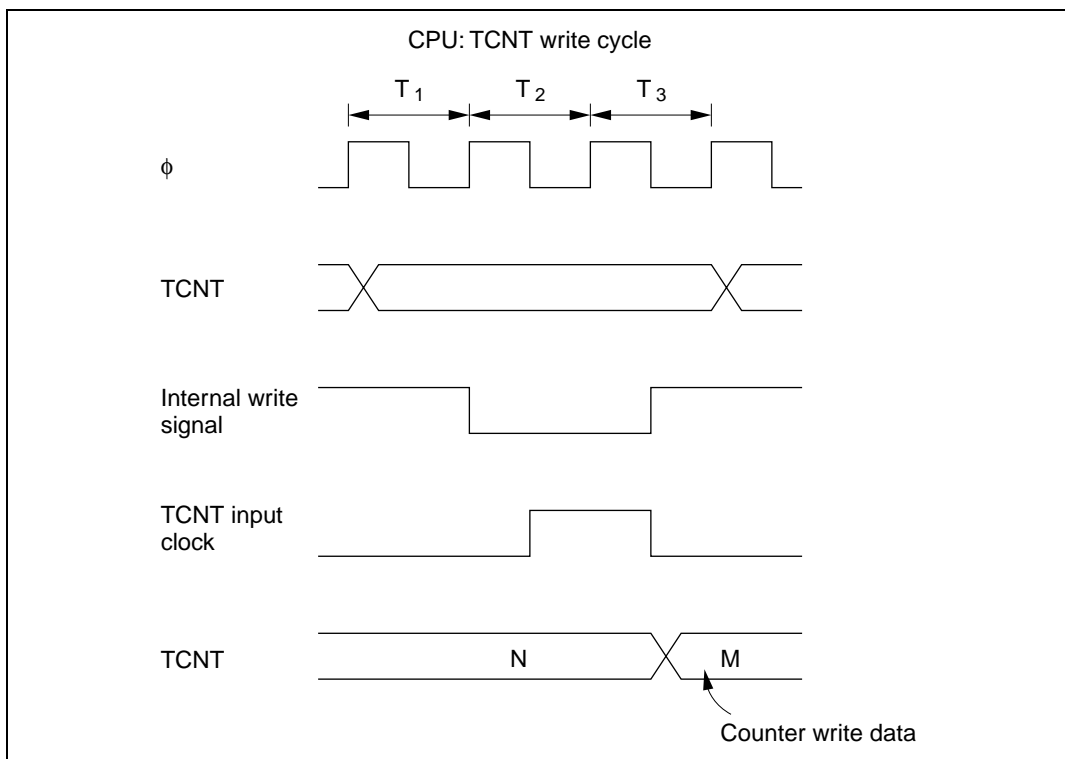 CPU: TCNT write cycle
T1 T2 T3
ϕ
TCNT
Internal write
signal
TCNT input
clock
TCNT N M
Counter write data